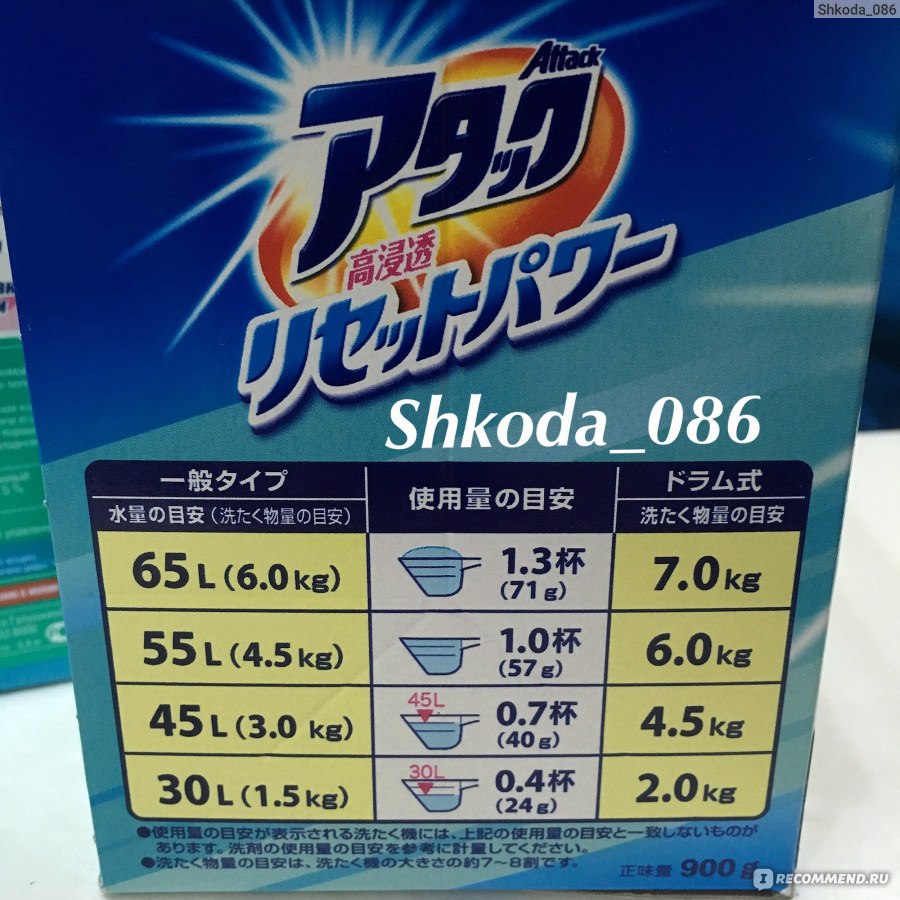 Shkoda_086
Attack
アタック
高浸透
リセットパワー
Shkoda_086
一般タイプ
水量の目安(洗たく物量の目安)
使用量の目安
ドラム式
洗たく物量の目安
65L(6.0kg)
1.3杯
(71g)
7.0kg
55L(4.5kg)
1.0杯
(57g)
6.0kg
45L(3.0 kg)
45L
0.7杯
(40g)
4.5kg
30L(1.5kg)
30L
0.4杯
(24g)
2.0kg
●使用量の目安が表示される洗たく機には、上記の使用量の目安と一致しないものが
あります。洗剤の使用量の目安を参考に計量してください。
●洗たく物量の目安は、洗たく機の大きさの約7~8割です。
正味量 900g
IRECOMMEND.RU